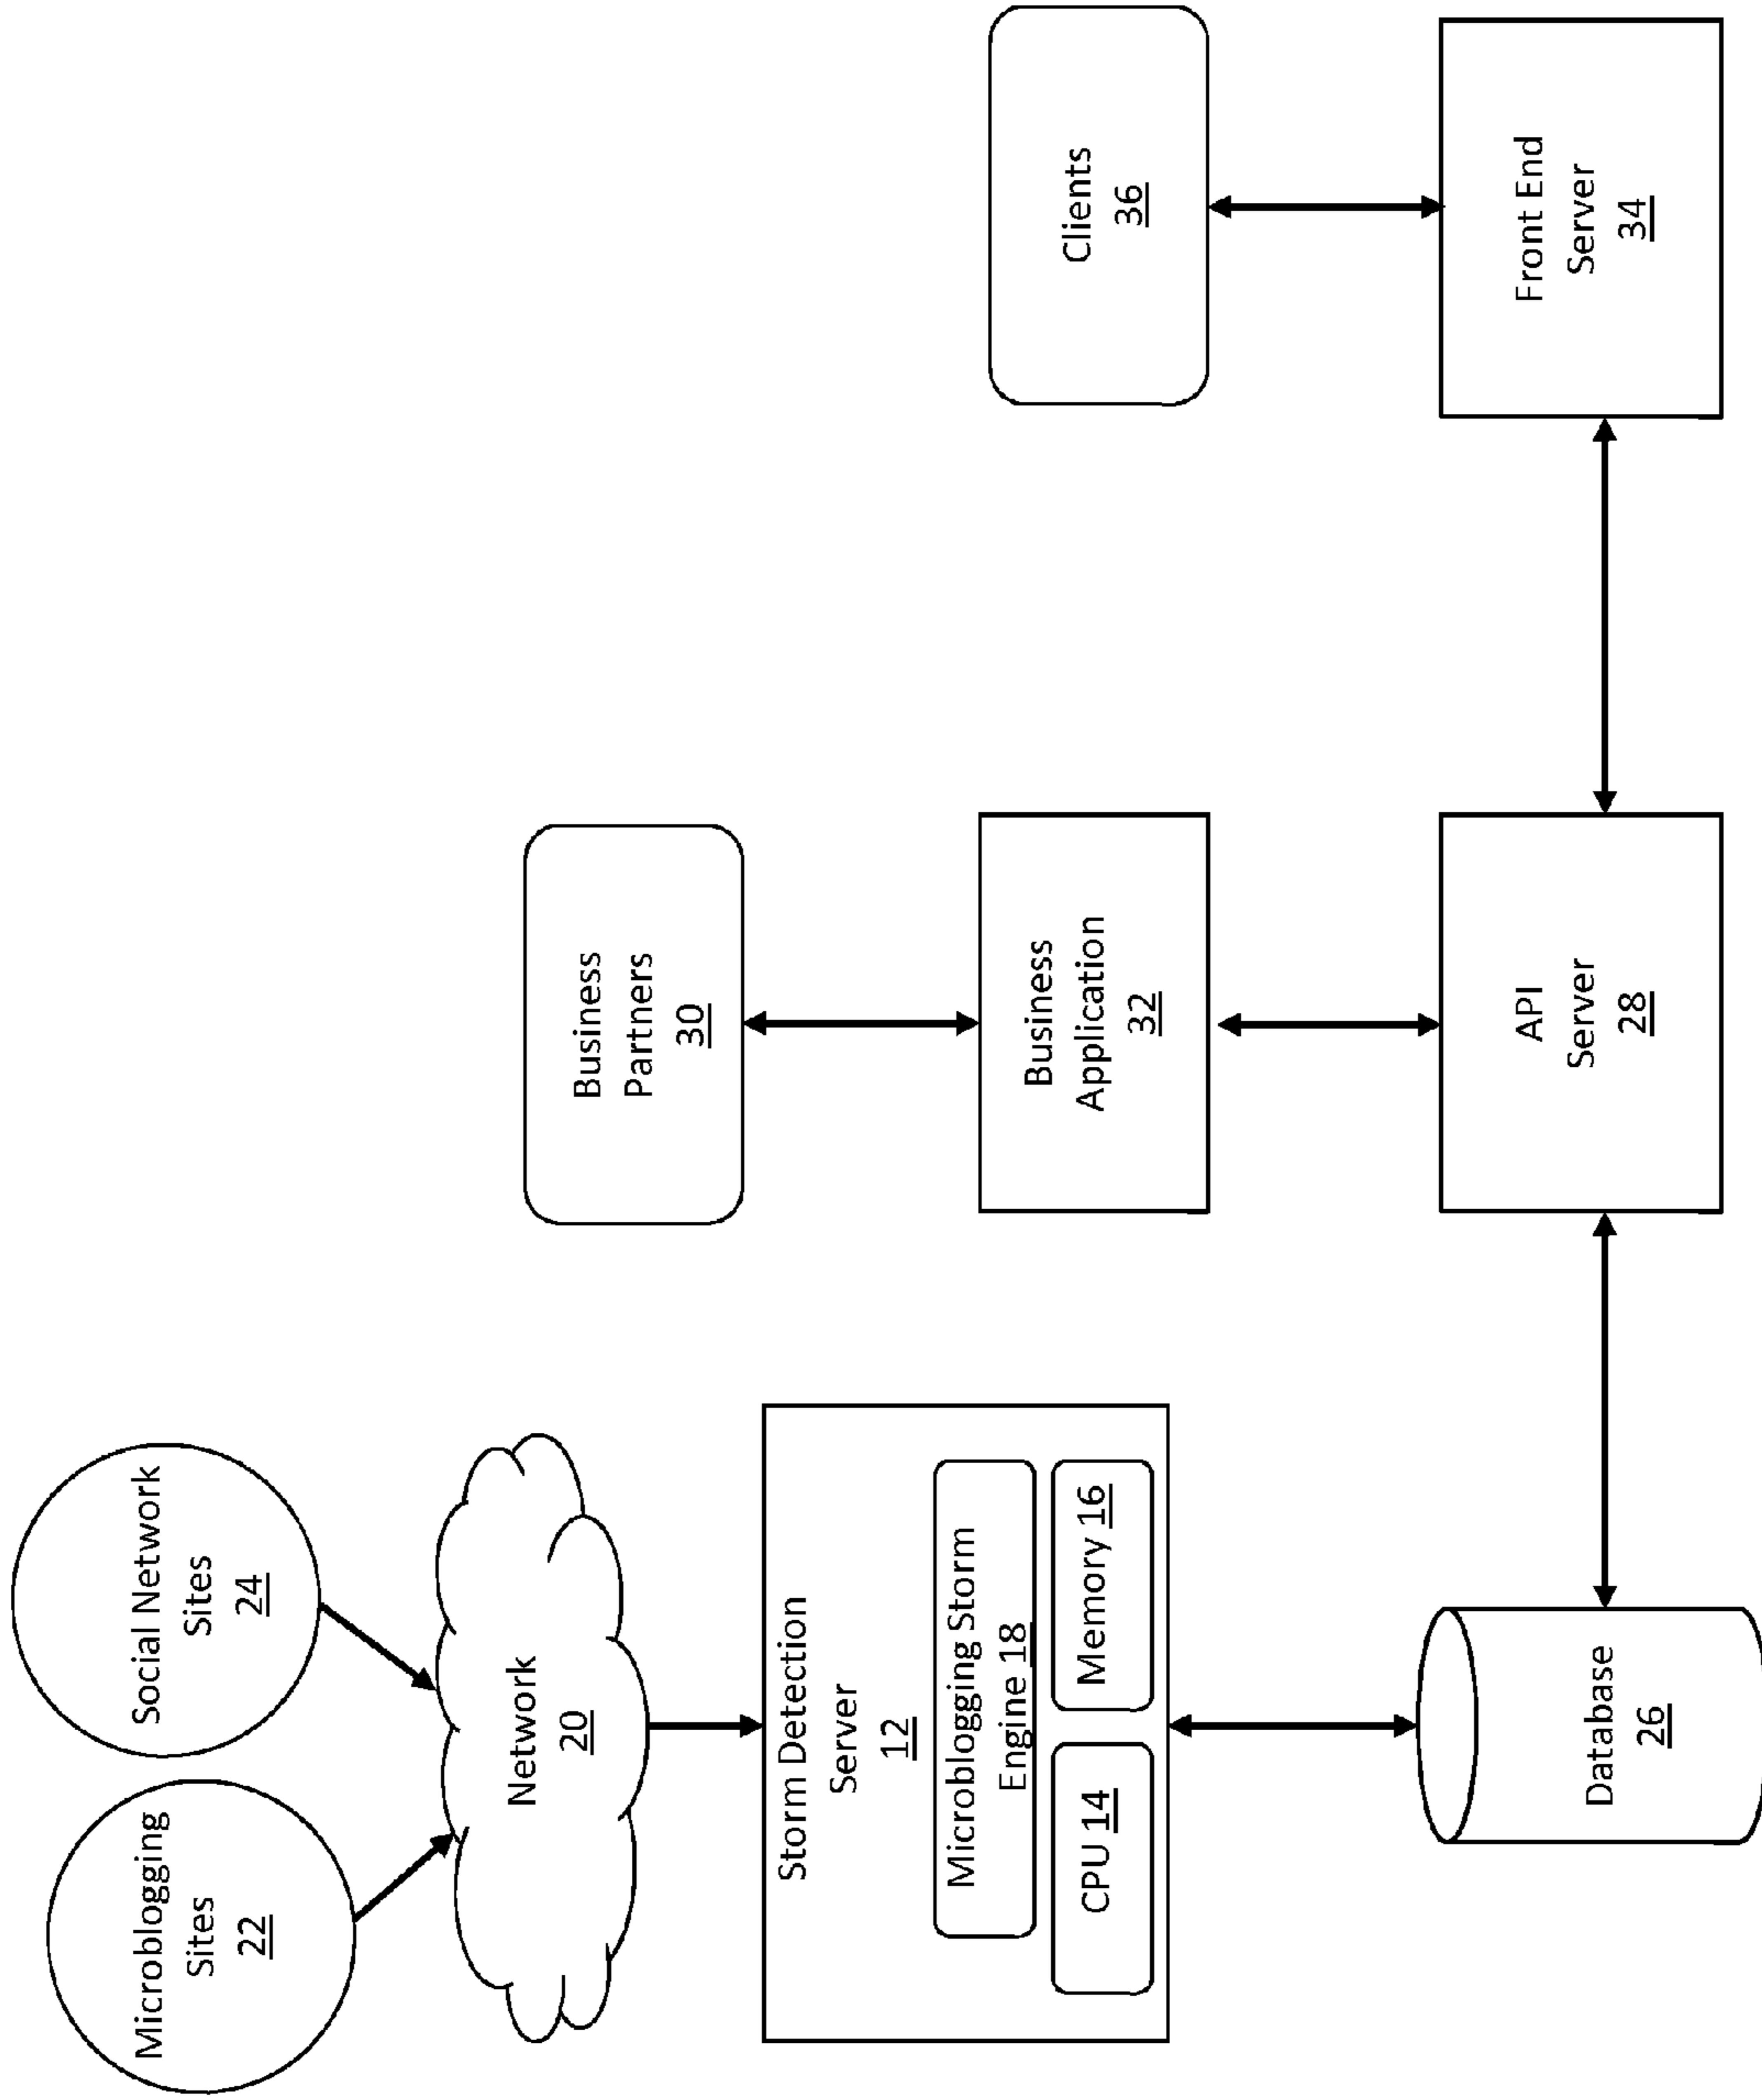 Microblogging
Sites
22
Social Network
Sites
24
Network
20
Storm Detection
Server
12
Microblogging Storm
Engine 18
CPU 14
Memory 16
Database
26
Business
Partners
30
Business
Application
32
API
Server
28
Clients
36
Front End
Server
34